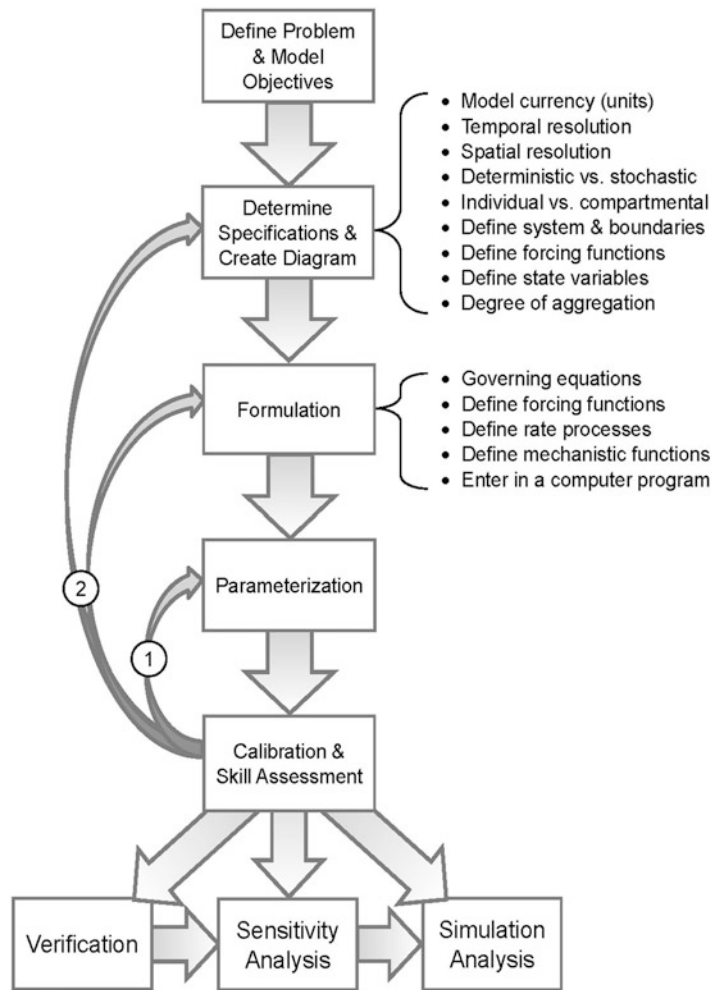 Define Problem
& Model
Objectives
Determine
Specifications &
Create Diagram
• Model currency (units)
• Temporal resolution
• Spatial resolution
• Deterministic vs. stochastic
• Individual vs. compartmental
• Define system & boundaries
• Define forcing functions
• Define state variables
• Degree of aggregation
Formulation
• Governing equations
• Define forcing functions
• Define rate processes
• Define mechanistic functions
• Enter in a computer program
Parameterization
2
1
Calibration &
Skill Assessment
Verification
Sensitivity
Analysis
Simulation
Analysis